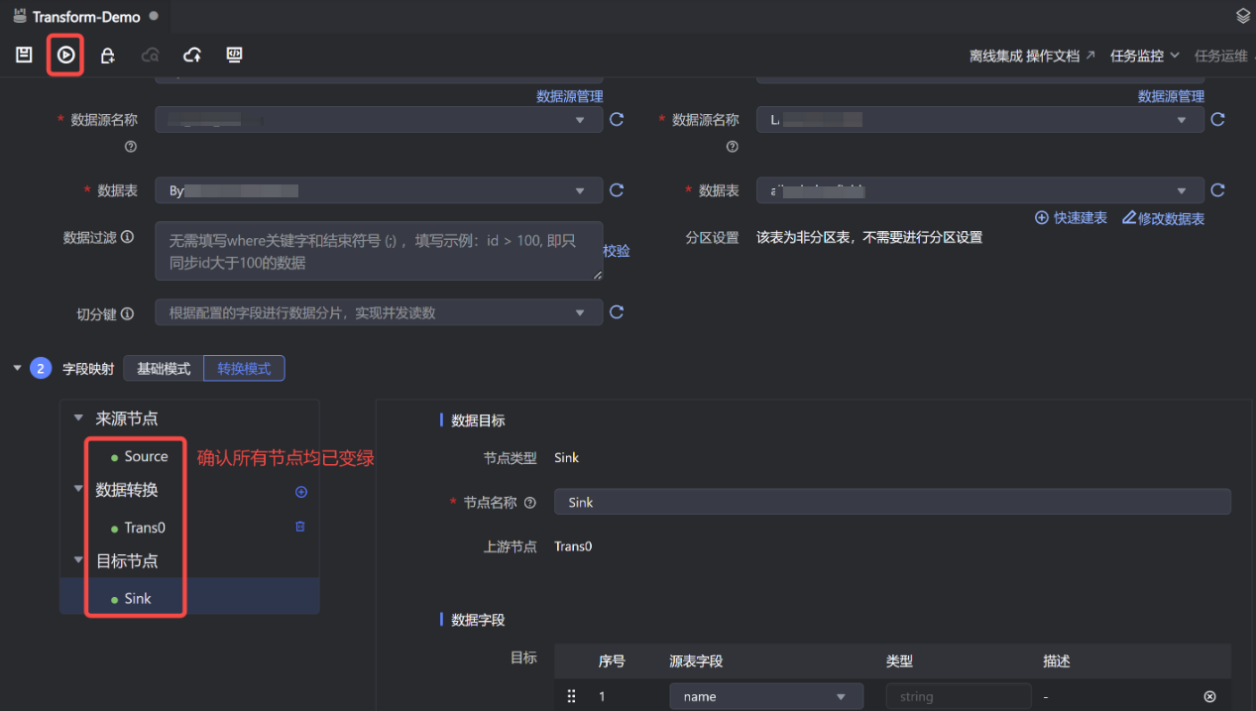 Transform-Demo
离线集成 操作文档 任务监控 任务运维
数据源管理 数据源管理
* 数据源名称 * 数据源名称
* 数据表 By * 数据表
快速建表 修改数据表
数据过滤 无需填写where关键字和结束符号 (;) ，填写示例：id > 100, 即只
同步id大于100的数据
校验
分区设置 该表为非分区表，不需要进行分区设置
切分键 根据配置的字段进行数据分片，实现并发读数
2 字段映射 基础模式 转换模式
来源节点
Source
确认所有节点均已变绿
数据转换
Trans0
目标节点
Sink
数据目标
节点类型 Sink
* 节点名称 Sink
上游节点 Trans0
数据字段
目标 序号 源表字段 类型 描述
1 name string -